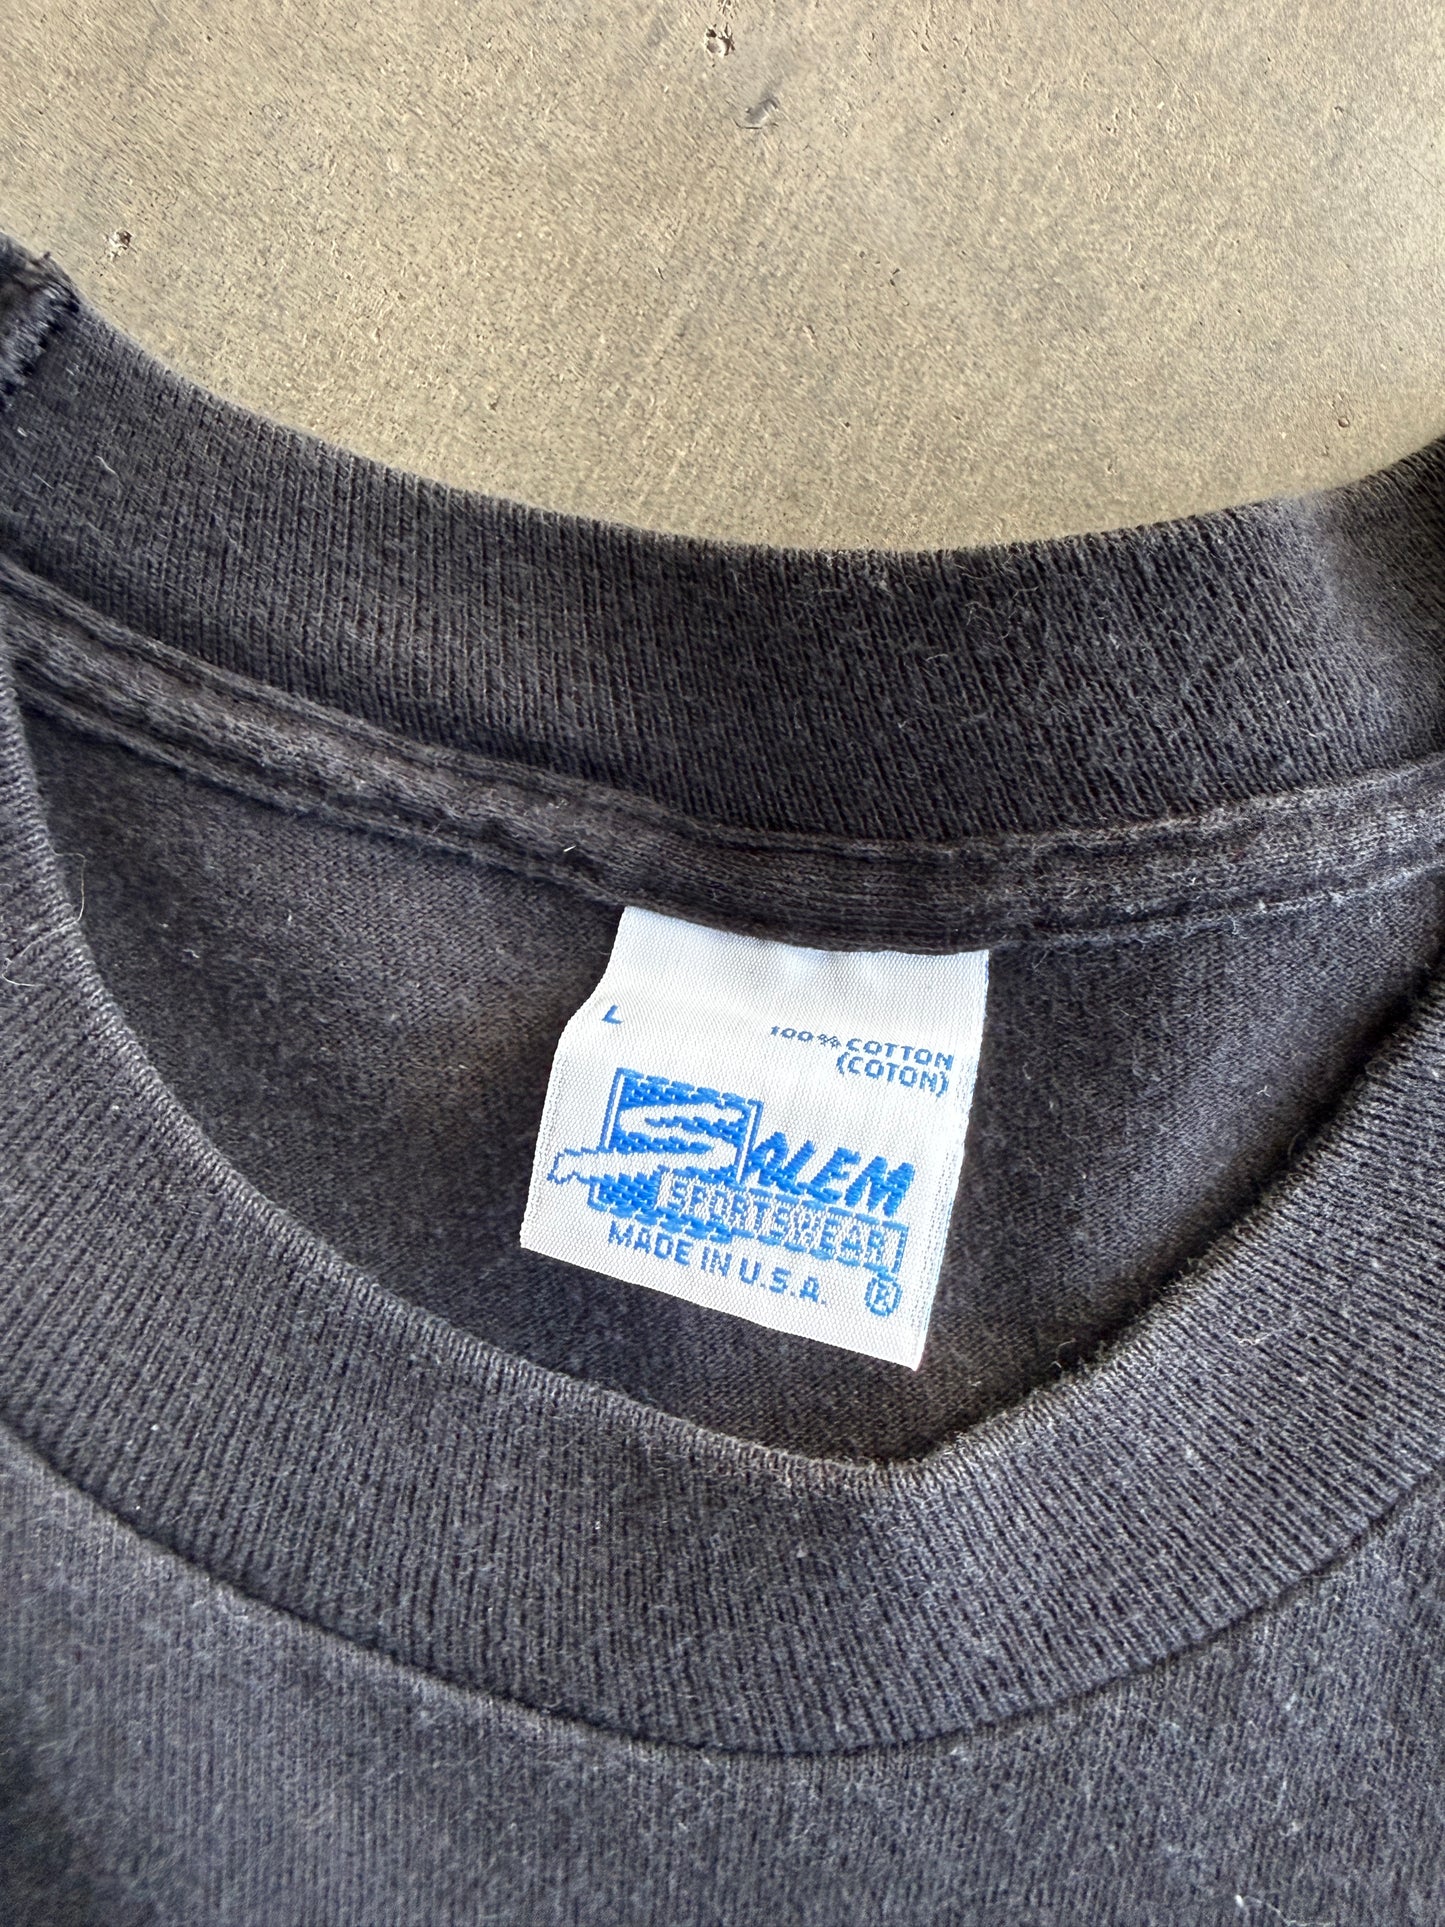 L
100% COTTON
(COTON)
SALEM
SPORTSWEAR
MADE IN U.S.A.
®